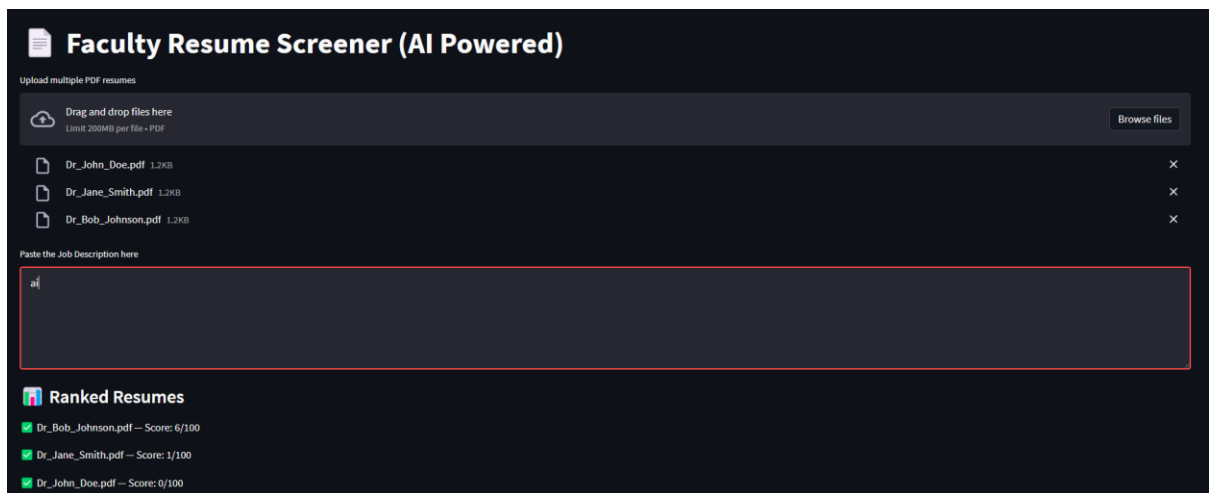 Faculty Resume Screener (AI Powered)
Upload multiple PDF resumes
Drag and drop files here
Limit 200MB per file • PDF
Browse files
Dr_John_Doe.pdf 1.2KB
Dr_Jane_Smith.pdf 1.2KB
Dr_Bob_Johnson.pdf 1.2KB
Paste the Job Description here
ai
Ranked Resumes
Dr_Bob_Johnson.pdf — Score: 6/100
Dr_Jane_Smith.pdf — Score: 1/100
Dr_John_Doe.pdf — Score: 0/100